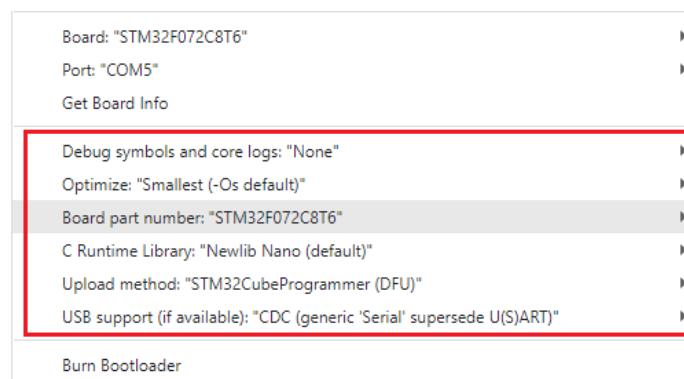 Board: "STM32F072C8T6"
Port: "COM5"
Get Board Info
Debug symbols and core logs: "None"
Optimize: "Smallest (-Os default)"
Board part number: "STM32F072C8T6"
C Runtime Library: "Newlib Nano (default)"
Upload method: "STM32CubeProgrammer (DFU)"
USB support (if available): "CDC (generic 'Serial' supersede U(S)ART)"
Burn Bootloader